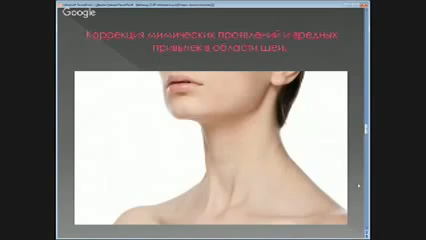 Google
Коррекция мимических проявлений и вредных
привычек в области шеи.